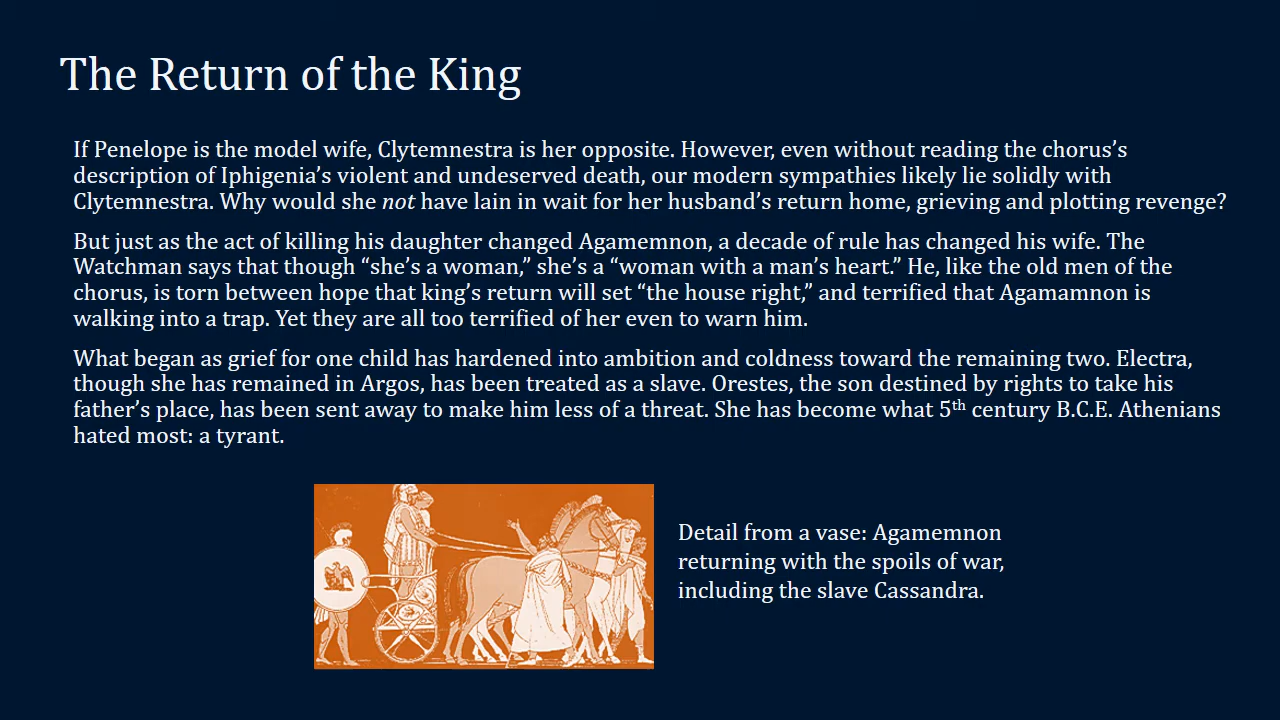 The Return of the King
If Penelope is the model wife, Clytemnestra is her opposite. However, even without reading the chorus’s
description of Iphigenia’s violent and undeserved death, our modern sympathies likely lie solidly with
Clytemnestra. Why would she not have lain in wait for her husband’s return home, grieving and plotting revenge?
But just as the act of killing his daughter changed Agamemnon, a decade of rule has changed his wife. The
Watchman says that though “she’s a woman,” she’s a “woman with a man’s heart.” He, like the old men of the
chorus, is torn between hope that king’s return will set “the house right,” and terrified that Agamamnon is
walking into a trap. Yet they are all too terrified of her even to warn him.
What began as grief for one child has hardened into ambition and coldness toward the remaining two. Electra,
though she has remained in Argos, has been treated as a slave. Orestes, the son destined by rights to take his
father’s place, has been sent away to make him less of a threat. She has become what 5th century B.C.E. Athenians
hated most: a tyrant.
Detail from a vase: Agamemnon
returning with the spoils of war,
including the slave Cassandra.